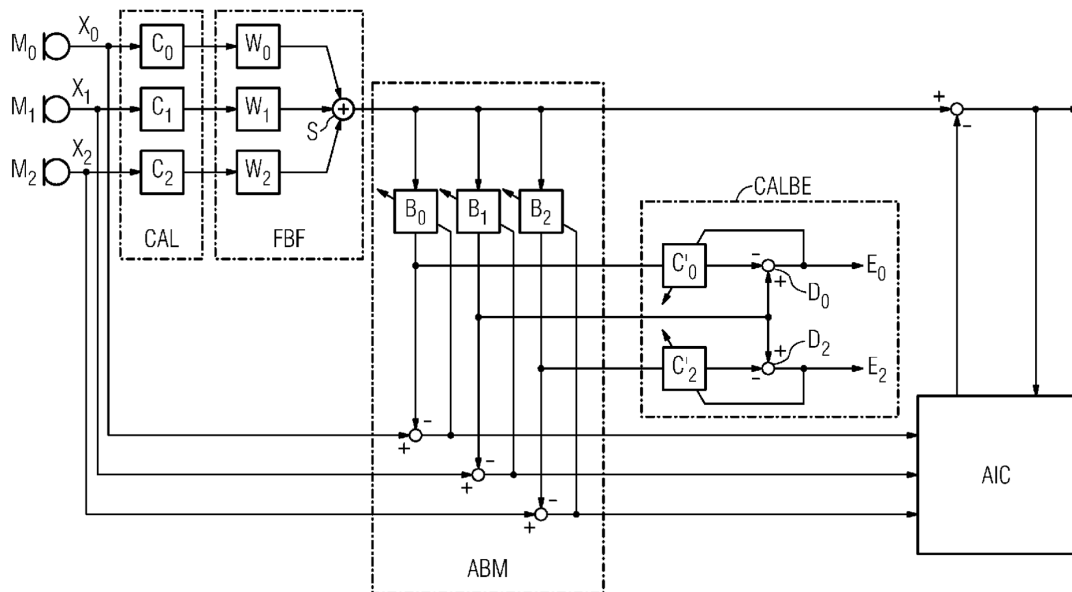 M0 X0 C0 W0
M1 X1 C1 W1 S + + -
M2 X2 C2 W2
CAL FBF
B0 B1 B2 CALBE
C'0 - + D0 E0
C'2 + - D2 E2
- +
- +
- +
AIC
ABM